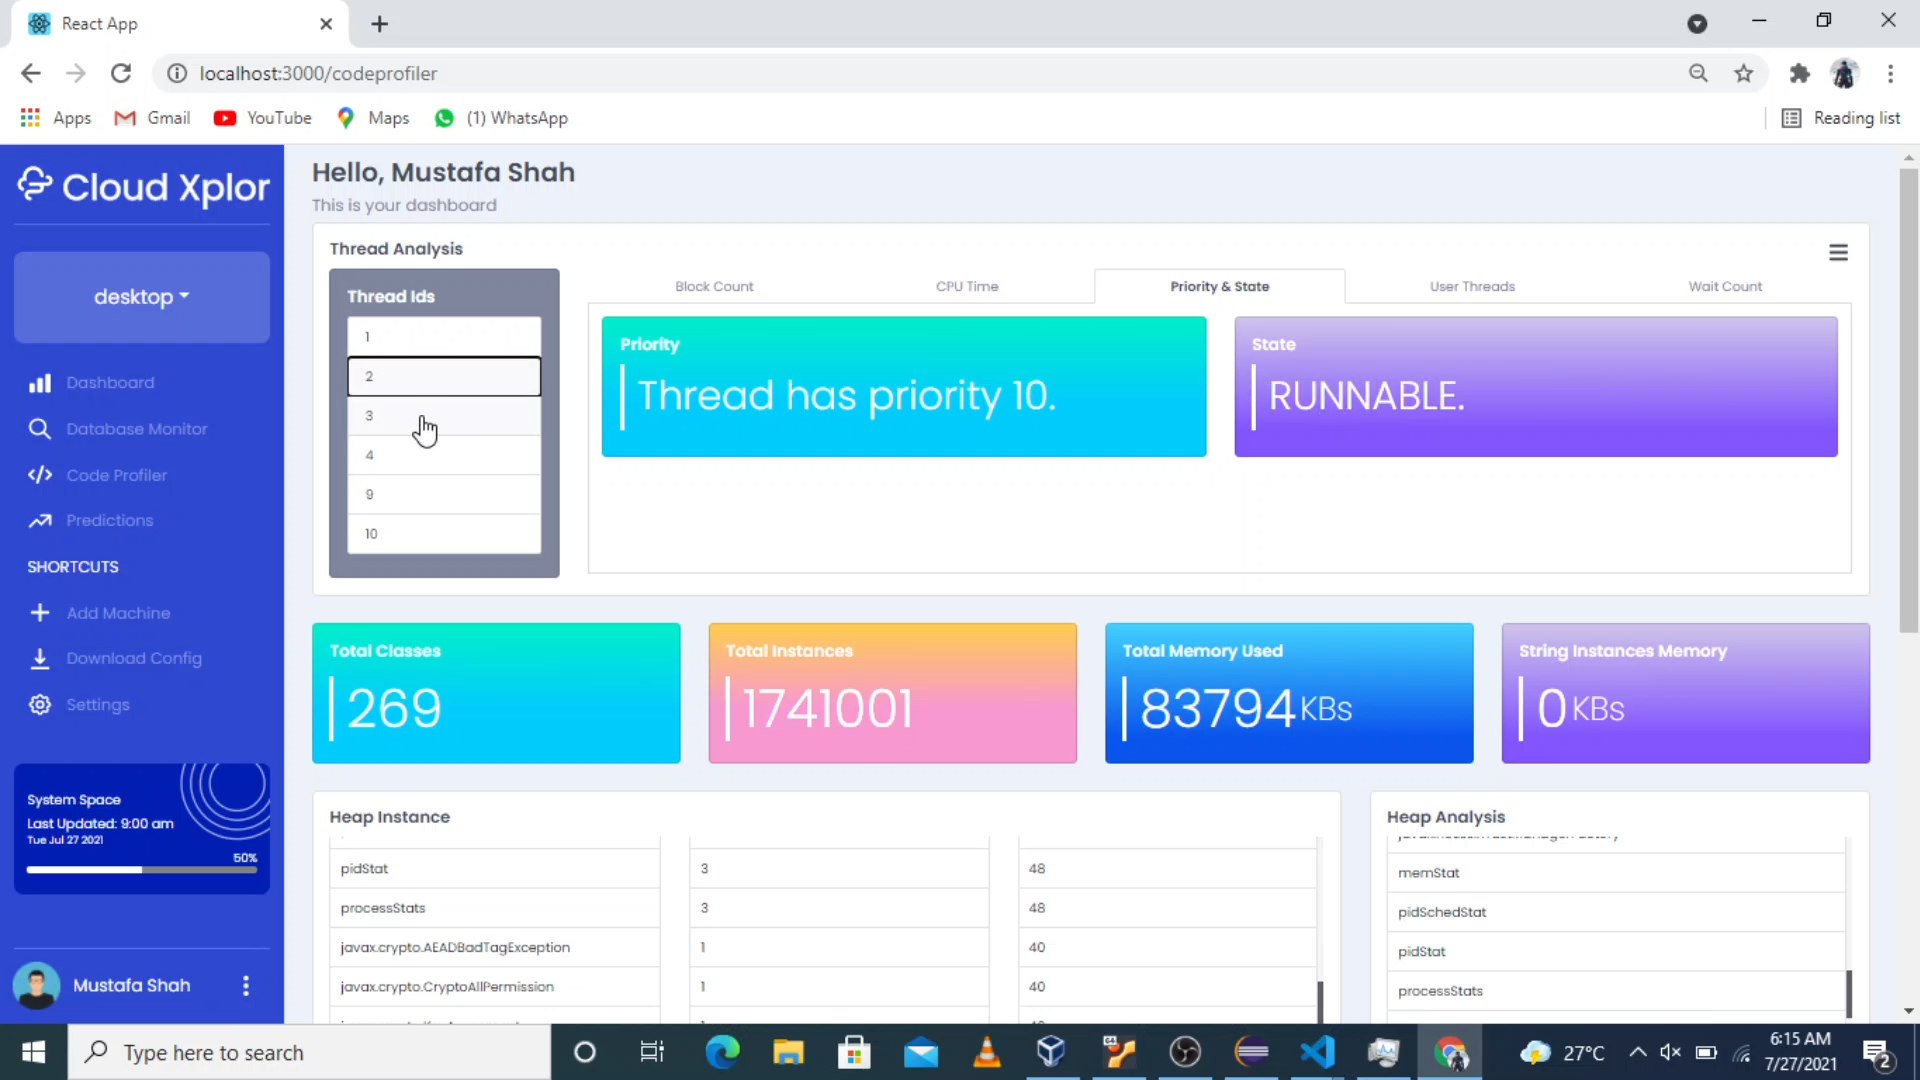 React App
localhost:3000/codeprofiler
Apps
Gmail
YouTube
Maps
(1) WhatsApp
Reading list
Cloud Xplor
desktop
Dashboard
Database Monitor
Code Profiler
Predictions
SHORTCUTS
Add Machine
Download Config
Settings
System Space
Last Updated: 9:00 am
Tue Jul 27 2021
50%
Mustafa Shah
Hello, Mustafa Shah
This is your dashboard
Thread Analysis
Thread Ids
1
2
3
4
9
10
Block Count
CPU Time
Priority & State
User Threads
Wait Count
Priority
Thread has priority 10.
State
RUNNABLE.
Total Classes
269
Total Instances
1741001
Total Memory Used
83794 KBs
String Instances Memory
0 KBs
Heap Instance
pidStat 3 48
processStats 3 48
javax.crypto.AEADBadTagException 1 40
javax.crypto.CryptoAllPermission 1 40
Heap Analysis
memStat
pidSchedStat
pidStat
processStats
Type here to search
64
27°C
6:15 AM
7/27/2021
2